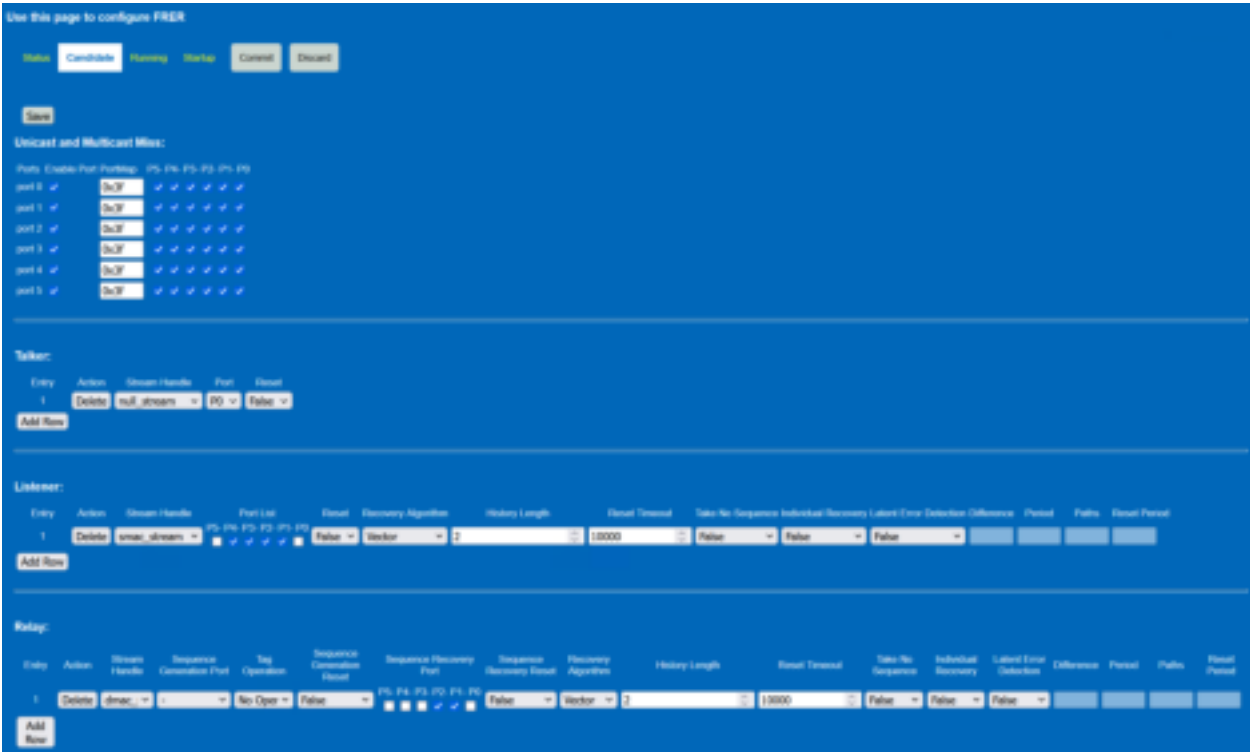 Use this page to configure FRER
Status Candidate Running Startup Commit Discard
Save
Unicast and Multicast Miss:
Ports Enable Port PortMap P5- P4- P3- P2- P1- P0
port 0 0x3F
port 1 0x3F
port 2 0x3F
port 3 0x3F
port 4 0x3F
port 5 0x3F
Talker:
Entry Action Stream Handle Port Reset
1 Delete null_stream P0 False
Add Row
Listener:
Entry Action Stream Handle Port List Reset Recovery Algorithm History Length Reset Timeout Take No Sequence Individual Recovery Latent Error Detection Difference Period Paths Reset Period
P5- P4- P3- P2- P1- P0
1 Delete smac_stream False Vector 2 10000 False False False
Add Row
Relay:
Entry Action Stream Handle Sequence Generation Port Tag Operation Sequence Generation Reset Sequence Recovery Port Sequence Recovery Reset Recovery Algorithm History Length Reset Timeout Take No Sequence Individual Recovery Latent Error Detection Difference Period Paths Reset Period
P5- P4- P3- P2- P1- P0
1 Delete dmac_ - No Oper False False Vector 2 10000 False False False
Add Row